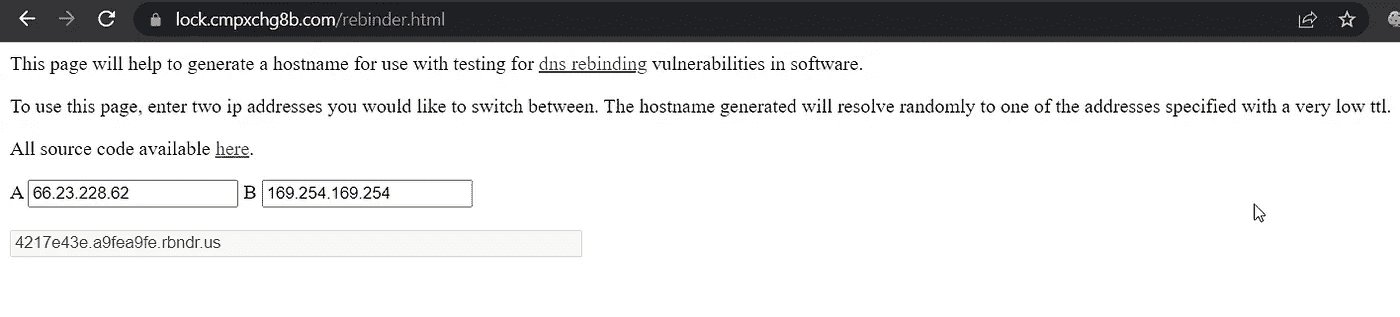 lock.cmpxchg8b.com/rebinder.html
This page will help to generate a hostname for use with testing for dns rebinding vulnerabilities in software.
To use this page, enter two ip addresses you would like to switch between. The hostname generated will resolve randomly to one of the addresses specified with a very low ttl.
All source code available here.
A 66.23.228.62 B 169.254.169.254
4217e43e.a9fea9fe.rbndr.us